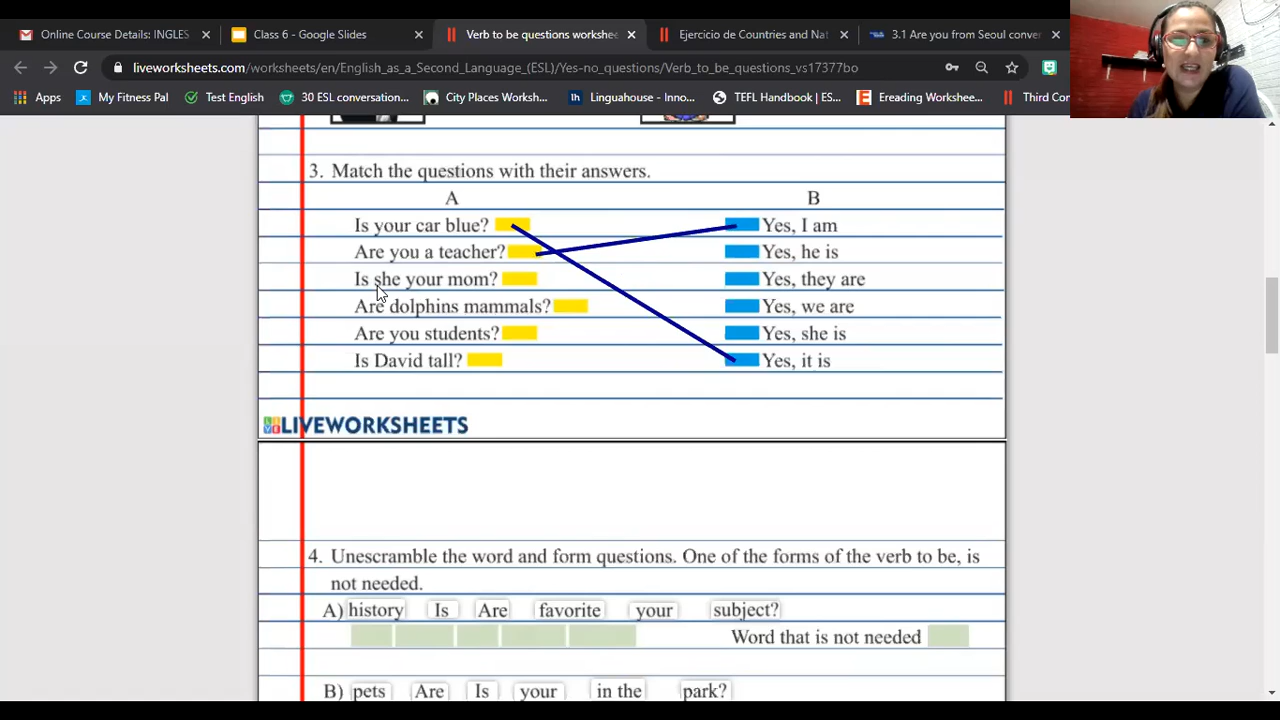 Online Course Details: INGLES
Class 6 - Google Slides
Verb to be questions workshee
Ejercicio de Countries and Nat
3.1 Are you from Seoul conver
liveworksheets.com/worksheets/en/English_as_a_Second_Language_(ESL)/Yes-no_questions/Verb_to_be_questions_vs17377bo
Apps
My Fitness Pal
Test English
30 ESL conversation...
City Places Worksh...
Linguahouse - Inno...
TEFL Handbook | ES...
Ereading Workshee...
Third Con
3. Match the questions with their answers.
A B
Is your car blue? Yes, I am
Are you a teacher? Yes, he is
Is she your mom? Yes, they are
Are dolphins mammals? Yes, we are
Are you students? Yes, she is
Is David tall? Yes, it is
LIVEWORKSHEETS
4. Unescramble the word and form questions. One of the forms of the verb to be, is
not needed.
A) history Is Are favorite your subject?
Word that is not needed
B) pets Are Is your in the park?